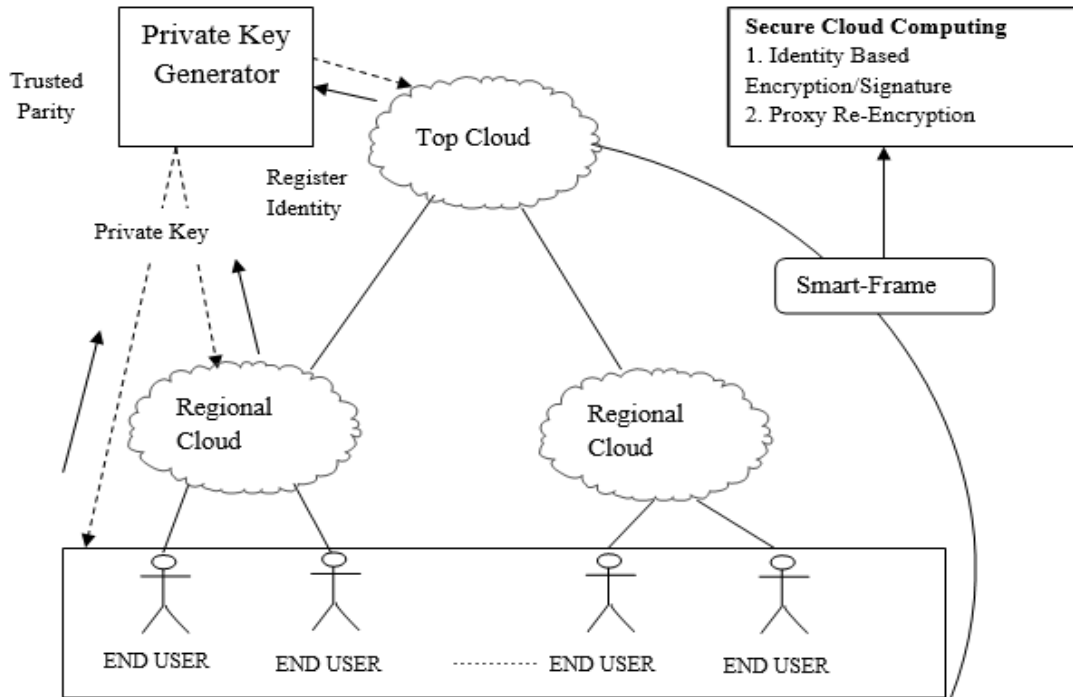 Private Key
Generator
Trusted
Parity
Secure Cloud Computing
1. Identity Based
Encryption/Signature
2. Proxy Re-Encryption
Top Cloud
Register
Identity
Private Key
Smart-Frame
Regional
Cloud
Regional
Cloud
END USER
END USER
END USER
END USER